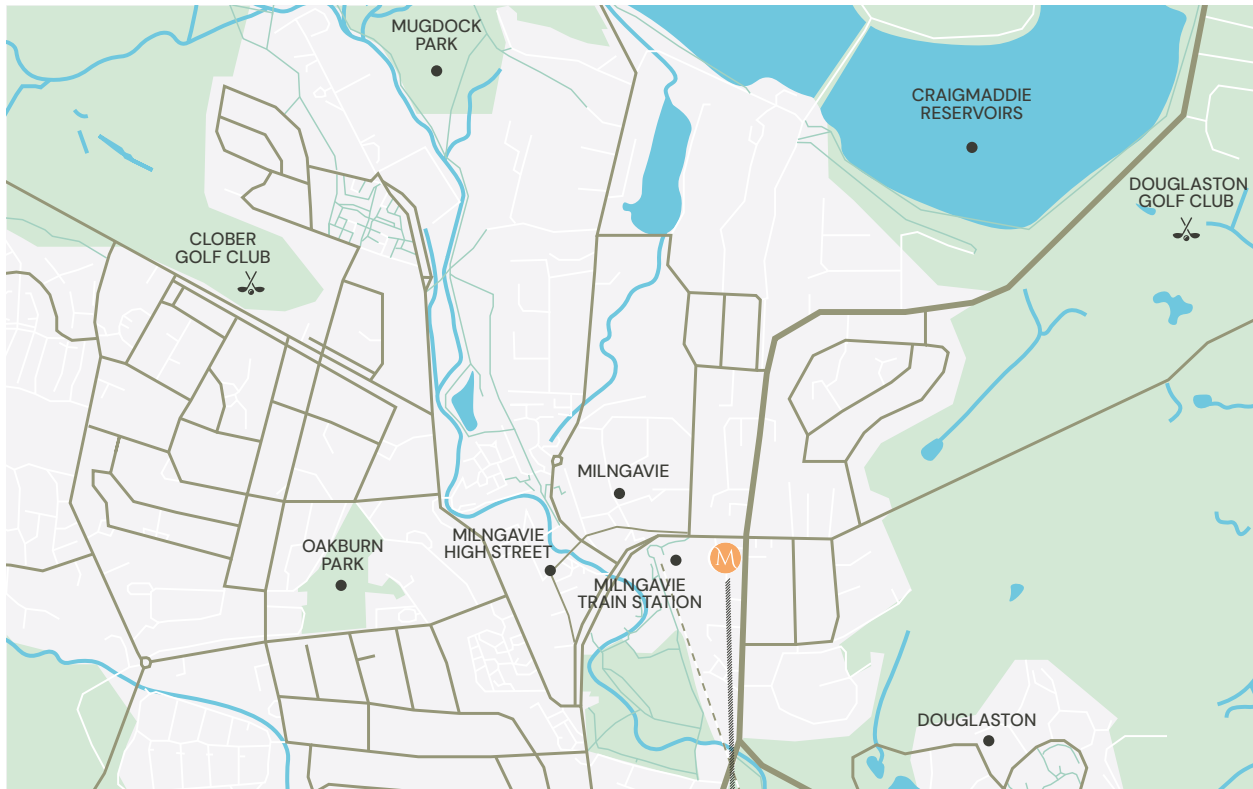 MUGDOCK
PARK
CRAIGMADDIE
RESERVOIRS
DOUGLASTON
GOLF CLUB
CLOBER
GOLF CLUB
MILNGAVIE
MILNGAVIE
HIGH STREET
OAKBURN
PARK
M
MILNGAVIE
TRAIN STATION
DOUGLASTON